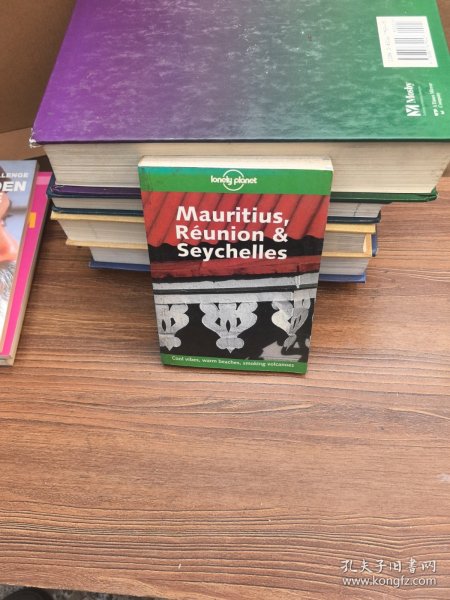 lonely planet
Mauritius,
Réunion &
Seychelles
Cool vibes, warm beaches, smoking volcanoes
Mosby
LLENGE
DEN
孔夫子旧书网
www.kongfz.com